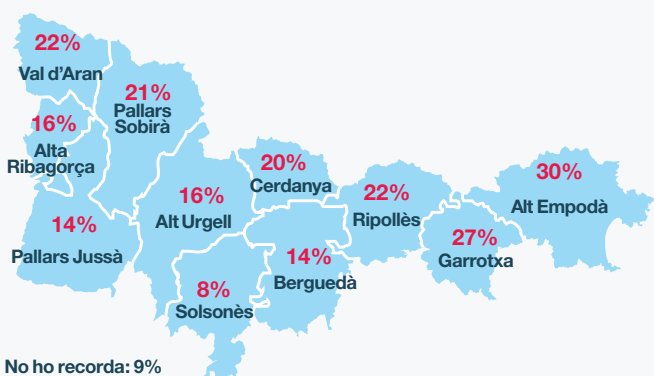 22%
Val d'Aran
21%
Pallars
Sobirà
16%
Alta
Ribagorça
14%
Pallars Jussà
16%
Alt Urgell
20%
Cerdanya
22%
Ripollès
30%
Alt Empodà
27%
Garrotxa
14%
Berguedà
8%
Solsonès
No ho recorda: 9%